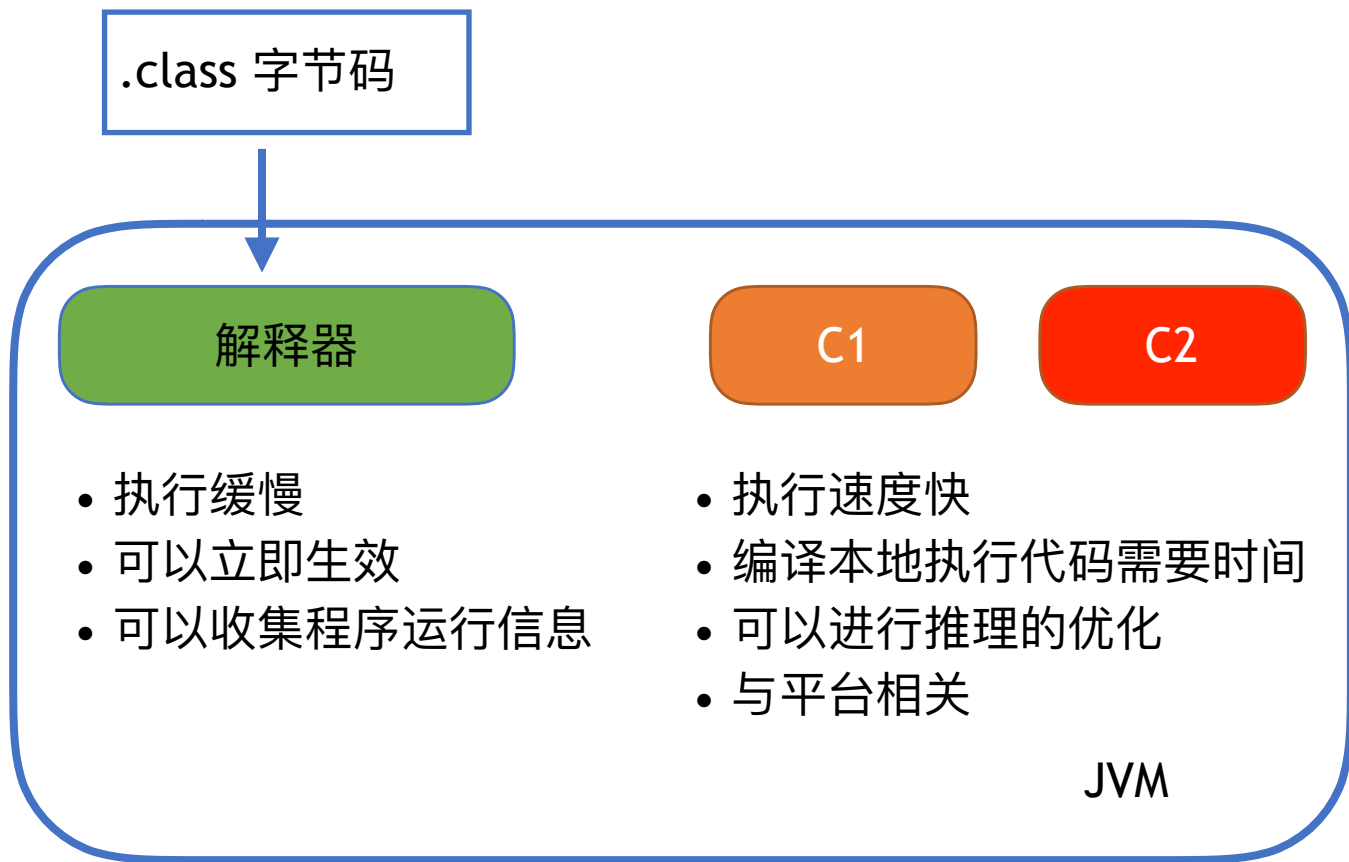 .class 字节码
解释器
C1
C2
• 执行缓慢
• 可以立即生效
• 可以收集程序运行信息
• 执行速度快
• 编译本地执行代码需要时间
• 可以进行推理的优化
• 与平台相关
JVM